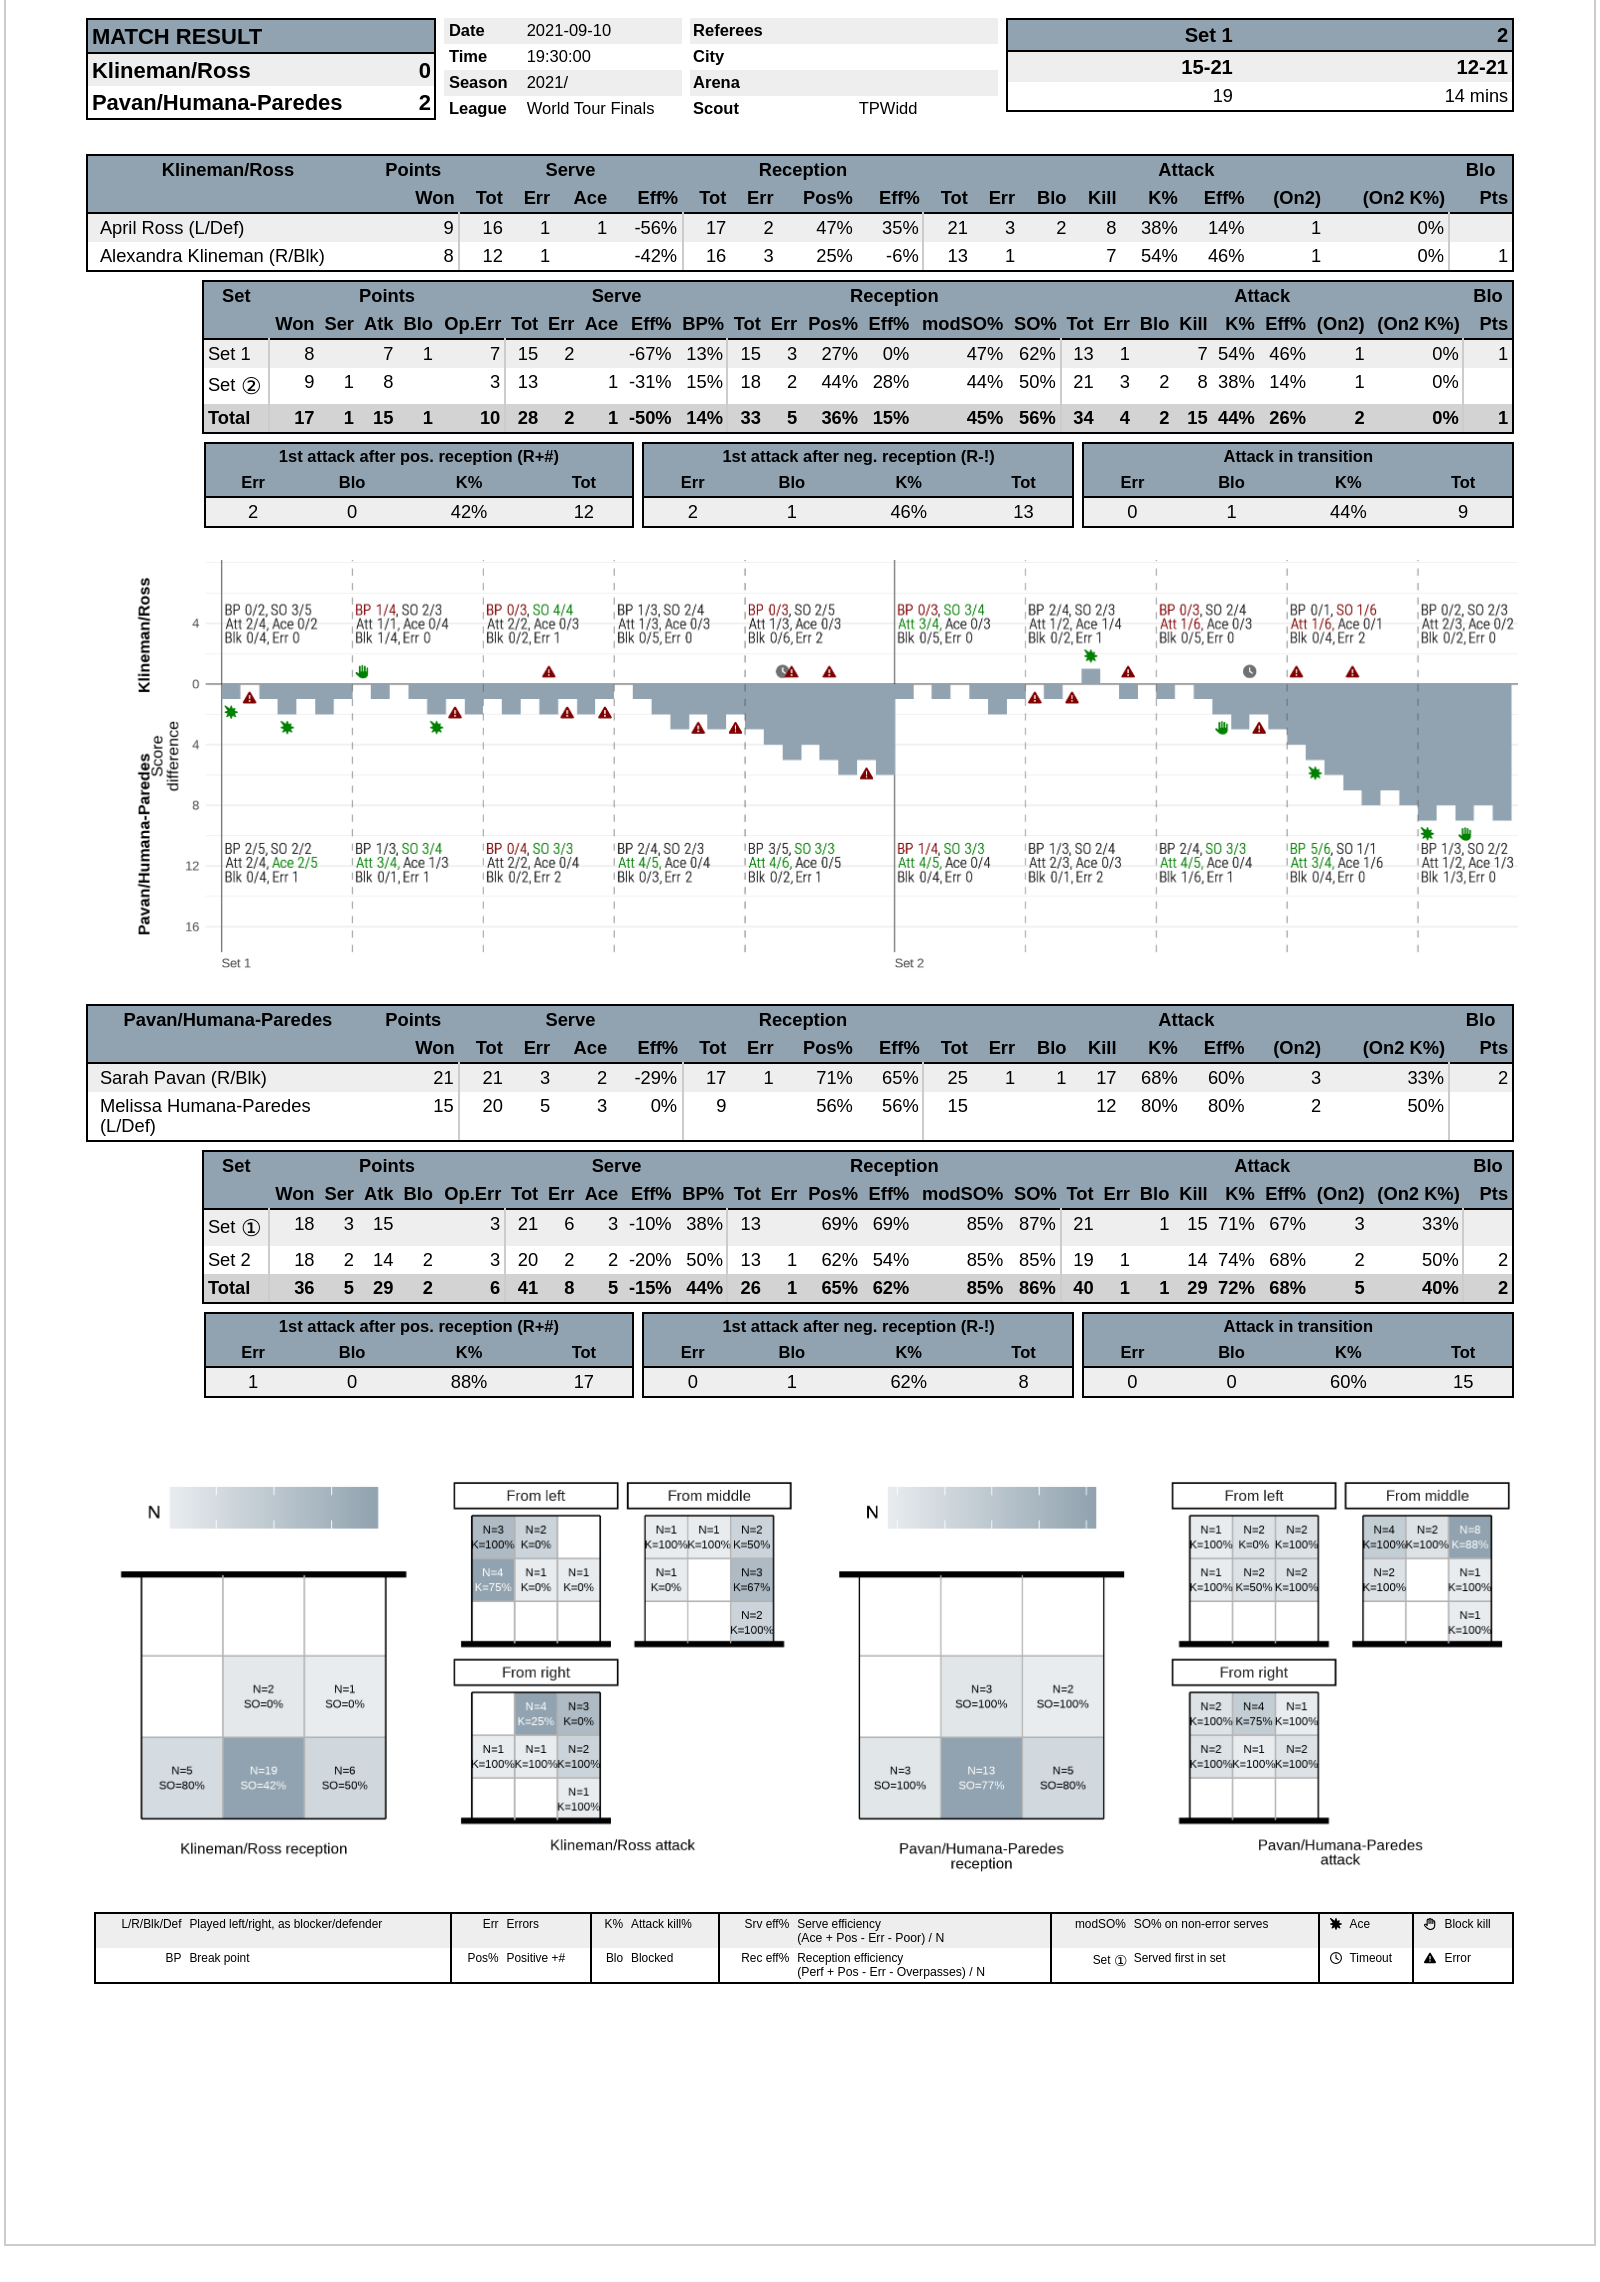 MATCH RESULT
Klineman/Ross 0
Pavan/Humana-Paredes 2
Date 2021-09-10
Time 19:30:00
Season 2021/
League World Tour Finals
Referees
City
Arena
Scout TPWidd
Set 1 2
15-21 12-21
19 14 mins
Klineman/Ross Points Serve Reception Attack Blo
Won Tot Err Ace Eff% Tot Err Pos% Eff% Tot Err Blo Kill K% Eff% (On2) (On2 K%) Pts
April Ross (L/Def) 9 16 1 1 -56% 17 2 47% 35% 21 3 2 8 38% 14% 1 0%
Alexandra Klineman (R/Blk) 8 12 1 -42% 16 3 25% -6% 13 1 7 54% 46% 1 0% 1
Set Points Serve Reception Attack Blo
Won Ser Atk Blo Op.Err Tot Err Ace Eff% BP% Tot Err Pos% Eff% modSO% SO% Tot Err Blo Kill K% Eff% (On2) (On2 K%) Pts
Set 1 8 7 1 7 15 2 -67% 13% 15 3 27% 0% 47% 62% 13 1 7 54% 46% 1 0% 1
Set ② 9 1 8 3 13 1 -31% 15% 18 2 44% 28% 44% 50% 21 3 2 8 38% 14% 1 0%
Total 17 1 15 1 10 28 2 1 -50% 14% 33 5 36% 15% 45% 56% 34 4 2 15 44% 26% 2 0% 1
1st attack after pos. reception (R+#)
Err Blo K% Tot
2 0 42% 12
1st attack after neg. reception (R-!)
Err Blo K% Tot
2 1 46% 13
Attack in transition
Err Blo K% Tot
0 1 44% 9
Klineman/Ross
Score
difference
Pavan/Humana-Paredes
4
0
4
8
12
16
BP 0/2, SO 3/5
Att 2/4, Ace 0/2
Blk 0/4, Err 0
BP 1/4, SO 2/3
Att 1/1, Ace 0/4
Blk 1/4, Err 0
BP 0/3, SO 4/4
Att 2/2, Ace 0/3
Blk 0/2, Err 1
BP 1/3, SO 2/4
Att 1/3, Ace 0/3
Blk 0/5, Err 0
BP 0/3, SO 2/5
Att 1/3, Ace 0/3
Blk 0/6, Err 2
BP 0/3, SO 3/4
Att 3/4, Ace 0/3
Blk 0/5, Err 0
BP 2/4, SO 2/3
Att 1/2, Ace 1/4
Blk 0/2, Err 1
BP 0/3, SO 2/4
Att 1/6, Ace 0/3
Blk 0/5, Err 0
BP 0/1, SO 1/6
Att 1/6, Ace 0/1
Blk 0/4, Err 2
BP 0/2, SO 2/3
Att 2/3, Ace 0/2
Blk 0/2, Err 0
BP 2/5, SO 2/2
Att 2/4, Ace 2/5
Blk 0/4, Err 1
BP 1/3, SO 3/4
Att 3/4, Ace 1/3
Blk 0/1, Err 1
BP 0/4, SO 3/3
Att 2/2, Ace 0/4
Blk 0/2, Err 2
BP 2/4, SO 2/3
Att 4/5, Ace 0/4
Blk 0/3, Err 2
BP 3/5, SO 3/3
Att 4/6, Ace 0/5
Blk 0/2, Err 1
BP 1/4, SO 3/3
Att 4/5, Ace 0/4
Blk 0/4, Err 0
BP 1/3, SO 2/4
Att 2/3, Ace 0/3
Blk 0/1, Err 2
BP 2/4, SO 3/3
Att 4/5, Ace 0/4
Blk 1/6, Err 1
BP 5/6, SO 1/1
Att 3/4, Ace 1/6
Blk 0/4, Err 0
BP 1/3, SO 2/2
Att 1/2, Ace 1/3
Blk 1/3, Err 0
Set 1 Set 2
Pavan/Humana-Paredes Points Serve Reception Attack Blo
Won Tot Err Ace Eff% Tot Err Pos% Eff% Tot Err Blo Kill K% Eff% (On2) (On2 K%) Pts
Sarah Pavan (R/Blk) 21 21 3 2 -29% 17 1 71% 65% 25 1 1 17 68% 60% 3 33% 2
Melissa Humana-Paredes 15 20 5 3 0% 9 56% 56% 15 12 80% 80% 2 50%
(L/Def)
Set Points Serve Reception Attack Blo
Won Ser Atk Blo Op.Err Tot Err Ace Eff% BP% Tot Err Pos% Eff% modSO% SO% Tot Err Blo Kill K% Eff% (On2) (On2 K%) Pts
Set ① 18 3 15 3 21 6 3 -10% 38% 13 69% 69% 85% 87% 21 1 15 71% 67% 3 33%
Set 2 18 2 14 2 3 20 2 2 -20% 50% 13 1 62% 54% 85% 85% 19 1 14 74% 68% 2 50% 2
Total 36 5 29 2 6 41 8 5 -15% 44% 26 1 65% 62% 85% 86% 40 1 1 29 72% 68% 5 40% 2
1st attack after pos. reception (R+#)
Err Blo K% Tot
1 0 88% 17
1st attack after neg. reception (R-!)
Err Blo K% Tot
0 1 62% 8
Attack in transition
Err Blo K% Tot
0 0 60% 15
N
N=2 N=1
SO=0% SO=0%
N=5 N=19 N=6
SO=80% SO=42% SO=50%
Klineman/Ross reception
From left
N=3 N=2
K=100% K=0%
N=4 N=1 N=1
K=75% K=0% K=0%
From middle
N=1 N=1 N=2
K=100% K=100% K=50%
N=1 N=3
K=0% K=67%
N=2
K=100%
From right
N=4 N=3
K=25% K=0%
N=1 N=1 N=2
K=100% K=100% K=100%
N=1
K=100%
Klineman/Ross attack
N
N=3 N=2
SO=100% SO=100%
N=3 N=13 N=5
SO=100% SO=77% SO=80%
Pavan/Humana-Paredes
reception
From left
N=1 N=2 N=2
K=100% K=0% K=100%
N=1 N=2 N=2
K=100% K=50% K=100%
From middle
N=4 N=2 N=8
K=100% K=100% K=88%
N=2 N=1
K=100% K=100%
N=1
K=100%
From right
N=2 N=4 N=1
K=100% K=75% K=100%
N=2 N=1 N=2
K=100% K=100% K=100%
Pavan/Humana-Paredes
attack
L/R/Blk/Def Played left/right, as blocker/defender
BP Break point
Err Errors
Pos% Positive +#
K% Attack kill%
Blo Blocked
Srv eff% Serve efficiency
(Ace + Pos - Err - Poor) / N
Rec eff% Reception efficiency
(Perf + Pos - Err - Overpasses) / N
modSO% SO% on non-error serves
Set ① Served first in set
Ace
Timeout
Block kill
Error